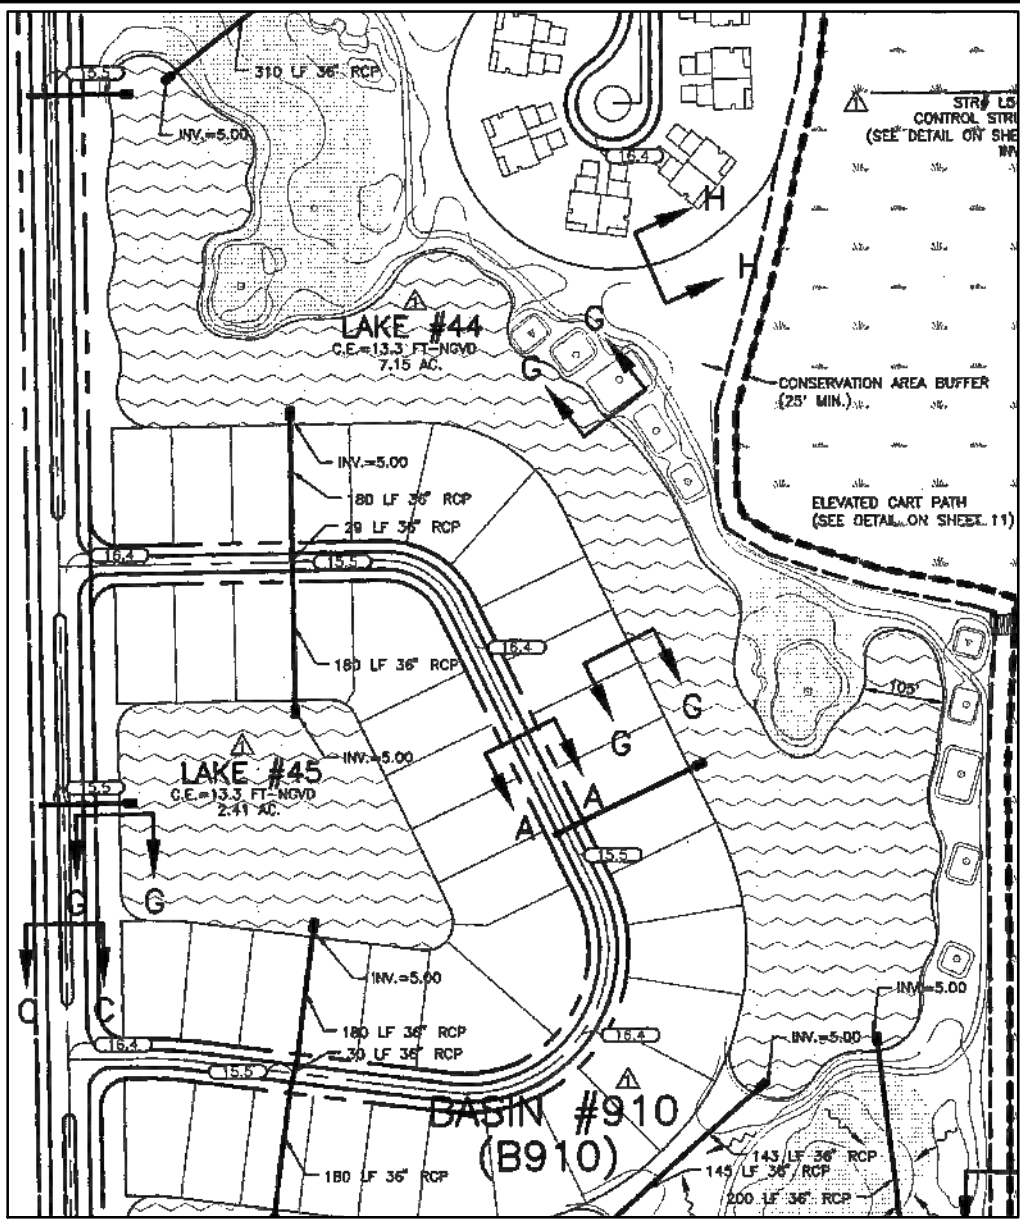 15.5
310 LF 36" RCP
INV.=5.00
16.4
STR# L5
CONTROL STR
(SEE DETAIL ON SHE
H
H
1
1
LAKE #44
C.E.=13.3 FT-NGVD
7.15 AC.
G
G
CONSERVATION AREA BUFFER
(25' MIN.)
INV.=5.00
180 LF 36" RCP
29 LF 36" RCP
ELEVATED CART PATH
(SEE DETAIL ON SHEET 11)
16.4
15.5
16.4
180 LF 36" RCP
105'
G
G
1
LAKE #45
C.E.=13.3 FT-NGVD
2.41 AC.
INV.=5.00
15.5
A
A
15.5
G
G
INV.=5.00
INV.=5.00
C
C
180 LF 36" RCP
30 LF 36" RCP
16.4
16.4
INV.=5.00
15.5
1
BASIN #910
(B910)
143 LF 36" RCP
145 LF 36" RCP
180 LF 36" RCP
200 LF 36" RCP